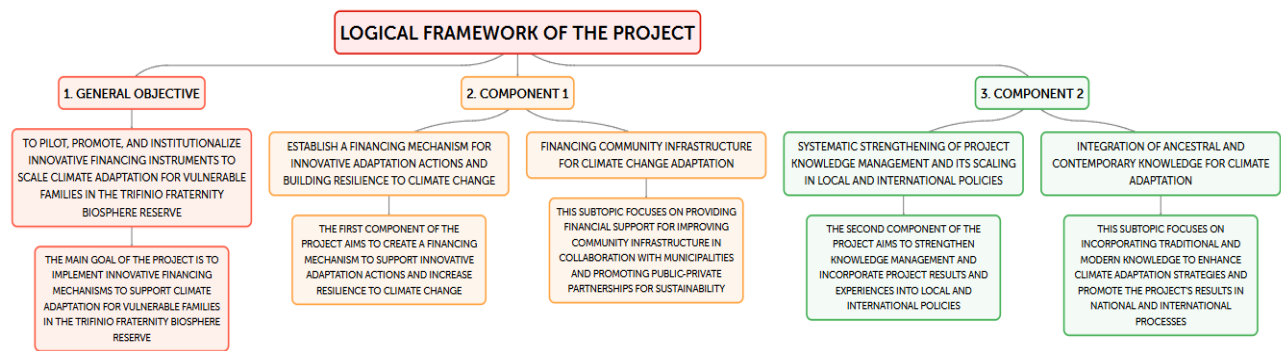 LOGICAL FRAMEWORK OF THE PROJECT
1. GENERAL OBJECTIVE
TO PILOT, PROMOTE, AND INSTITUTIONALIZE
INNOVATIVE FINANCING INSTRUMENTS TO
SCALE CLIMATE ADAPTATION FOR VULNERABLE
FAMILIES IN THE TRIFINIO FRATERNITY
BIOSPHERE RESERVE
THE MAIN GOAL OF THE PROJECT IS TO
IMPLEMENT INNOVATIVE FINANCING
MECHANISMS TO SUPPORT CLIMATE
ADAPTATION FOR VULNERABLE FAMILIES
IN THE TRIFINIO FRATERNITY BIOSPHERE
RESERVE
2. COMPONENT 1
ESTABLISH A FINANCING MECHANISM FOR
INNOVATIVE ADAPTATION ACTIONS AND
BUILDING RESILIENCE TO CLIMATE CHANGE
THE FIRST COMPONENT OF THE
PROJECT AIMS TO CREATE A FINANCING
MECHANISM TO SUPPORT INNOVATIVE
ADAPTATION ACTIONS AND INCREASE
RESILIENCE TO CLIMATE CHANGE
FINANCING COMMUNITY INFRASTRUCTURE
FOR CLIMATE CHANGE ADAPTATION
THIS SUBTOPIC FOCUSES ON PROVIDING
FINANCIAL SUPPORT FOR IMPROVING
COMMUNITY INFRASTRUCTURE IN
COLLABORATION WITH MUNICIPALITIES
AND PROMOTING PUBLIC-PRIVATE
PARTNERSHIPS FOR SUSTAINABILITY
3. COMPONENT 2
SYSTEMATIC STRENGTHENING OF PROJECT
KNOWLEDGE MANAGEMENT AND ITS SCALING
IN LOCAL AND INTERNATIONAL POLICIES
THE SECOND COMPONENT OF THE
PROJECT AIMS TO STRENGTHEN
KNOWLEDGE MANAGEMENT AND
INCORPORATE PROJECT RESULTS AND
EXPERIENCES INTO LOCAL AND
INTERNATIONAL POLICIES
INTEGRATION OF ANCESTRAL AND
CONTEMPORARY KNOWLEDGE FOR CLIMATE
ADAPTATION
THIS SUBTOPIC FOCUSES ON
INCORPORATING TRADITIONAL AND
MODERN KNOWLEDGE TO ENHANCE
CLIMATE ADAPTATION STRATEGIES AND
PROMOTE THE PROJECT'S RESULTS IN
NATIONAL AND INTERNATIONAL
PROCESSES